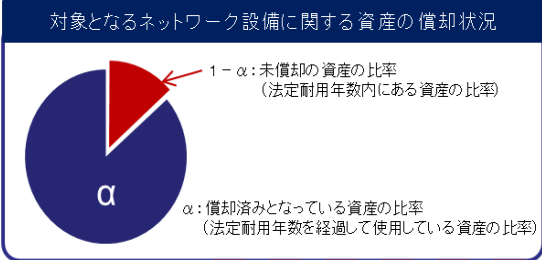 対象となるネットワーク設備に関する資産の償却状況
1－α：未償却の資産の比率
（法定耐用年数内にある資産の比率）
α
α：償却済みとなっている資産の比率
（法定耐用年数を経過して使用している資産の比率）